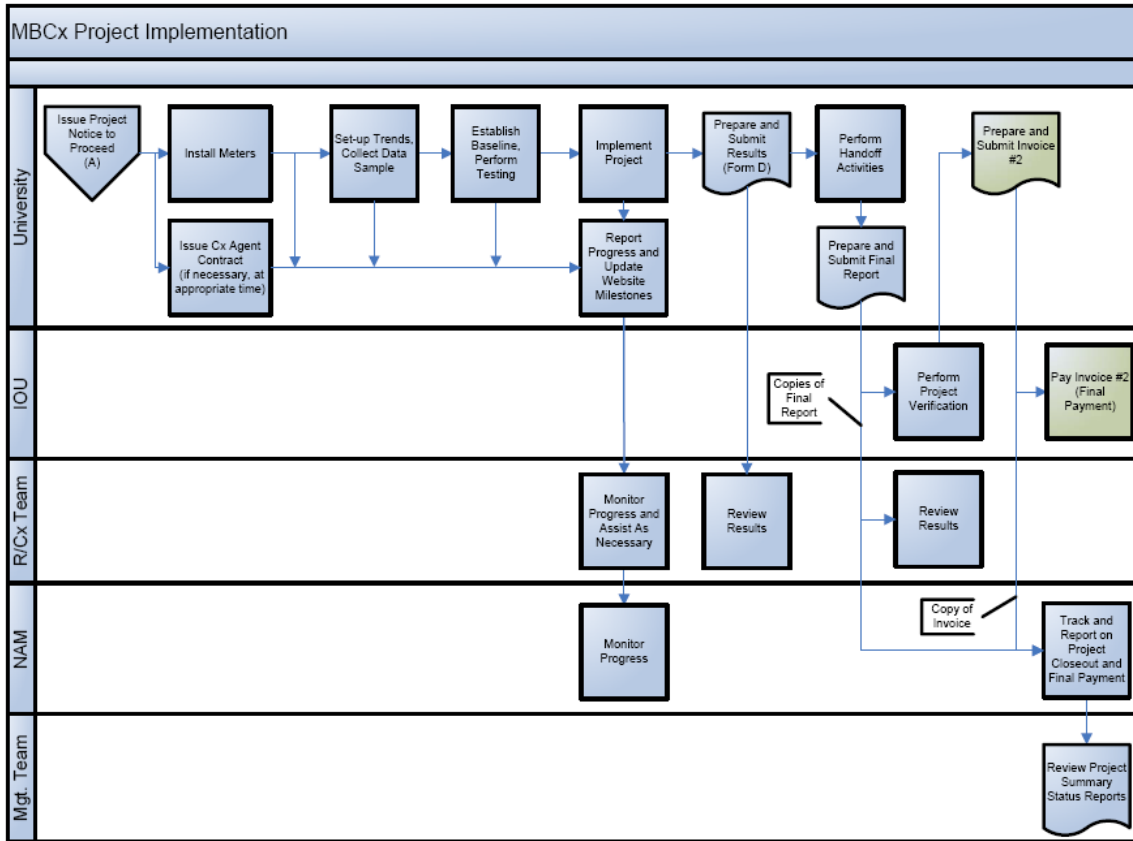 MBCx Project Implementation
University
Issue Project
Notice to
Proceed
(A)
Install Meters
Set-up Trends,
Collect Data
Sample
Establish
Baseline,
Perform
Testing
Implement
Project
Prepare and
Submit
Results
(Form D)
Perform
Handoff
Activities
Prepare and
Submit Invoice
#2
Issue Cx Agent
Contract
(if necessary, at
appropriate time)
Report
Progress and
Update
Website
Milestones
Prepare and
Submit Final
Report
IOU
Copies of
Final
Report
Perform
Project
Verification
Pay Invoice #2
(Final
Payment)
R/Cx Team
Monitor
Progress and
Assist As
Necessary
Review
Results
Review
Results
NAM
Monitor
Progress
Copy of
Invoice
Track and
Report on
Project
Closeout and
Final Payment
Mgt. Team
Review Project
Summary
Status Reports